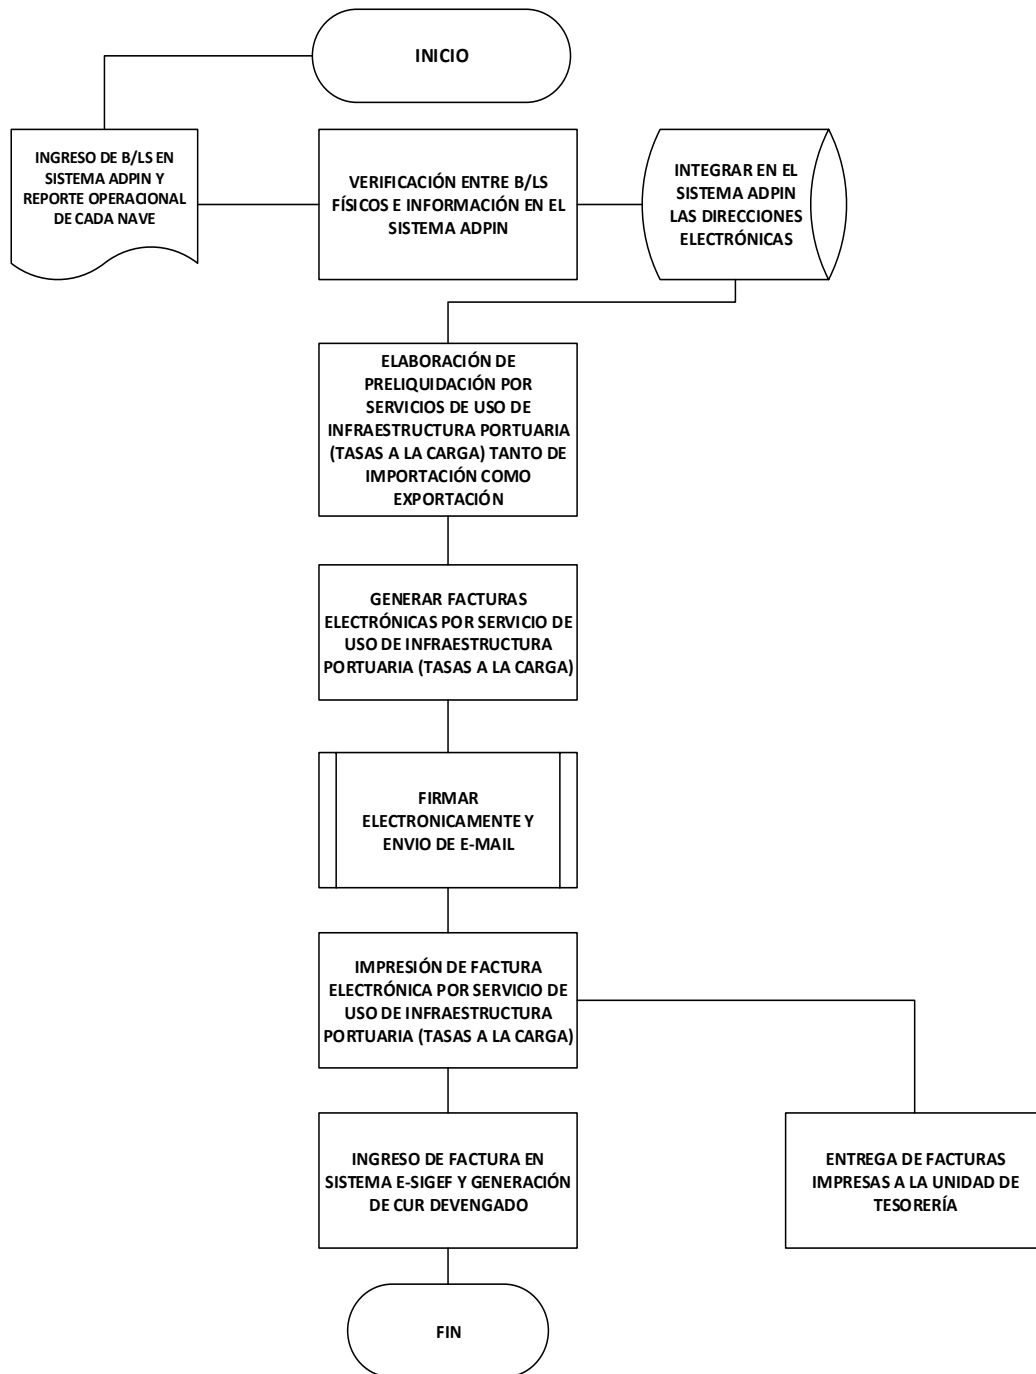 INICIO
INGRESO DE B/LS EN
SISTEMA ADPIN Y
REPORTE OPERACIONAL
DE CADA NAVE
VERIFICACIÓN ENTRE B/LS
FÍSICOS E INFORMACIÓN EN EL
SISTEMA ADPIN
INTEGRAR EN EL
SISTEMA ADPIN
LAS DIRECCIONES
ELECTRÓNICAS
ELABORACIÓN DE
PRELIQUIDACIÓN POR
SERVICIOS DE USO DE
INFRAESTRUCTURA PORTUARIA
(TASAS A LA CARGA) TANTO DE
IMPORTACIÓN COMO
EXPORTACIÓN
GENERAR FACTURAS
ELECTRÓNICAS POR SERVICIO DE
USO DE INFRAESTRUCTURA
PORTUARIA (TASAS A LA CARGA)
FIRMAR
ELECTRONICAMENTE Y
ENVIO DE E-MAIL
IMPRESIÓN DE FACTURA
ELECTRÓNICA POR SERVICIO DE
USO DE INFRAESTRUCTURA
PORTUARIA (TASAS A LA CARGA)
INGRESO DE FACTURA EN
SISTEMA E-SIGEF Y GENERACIÓN
DE CUR DEVENGADO
ENTREGA DE FACTURAS
IMPRESAS A LA UNIDAD DE
TESORERÍA
FIN